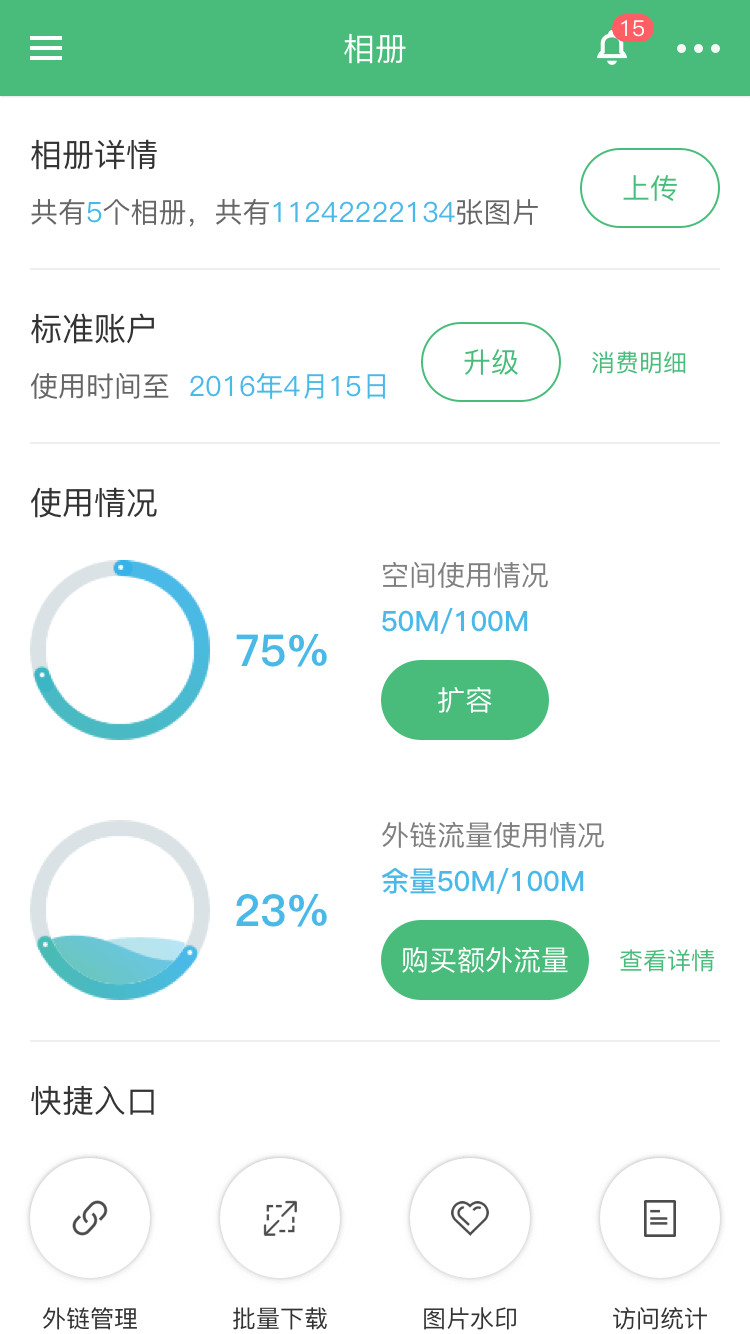 相册
15
相册详情
共有5个相册，共有11242222134张图片
上传
标准账户
使用时间至 2016年4月15日
升级
消费明细
使用情况
75%
空间使用情况
50M/100M
扩容
23%
外链流量使用情况
余量50M/100M
购买额外流量
查看详情
快捷入口
外链管理
批量下载
图片水印
访问统计